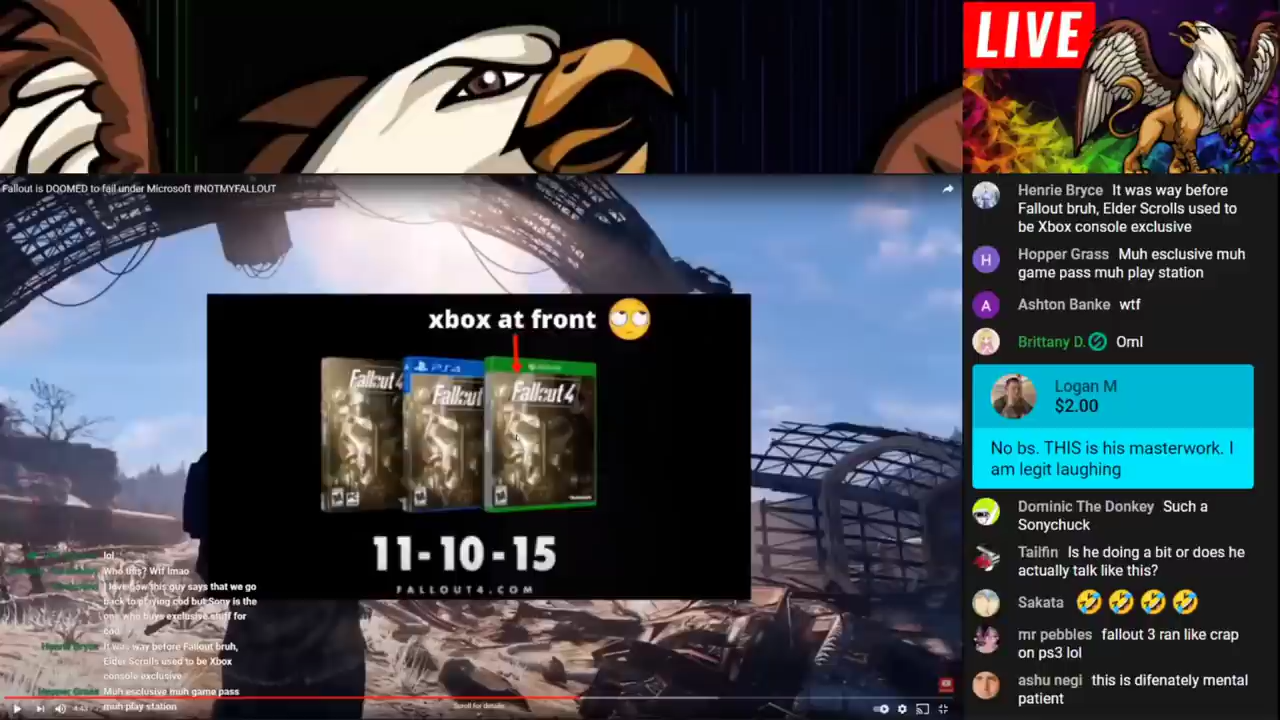 LIVE
Fallout is DOOMED to fail under Microsoft #NOTMYFALLOUT
xbox at front
PS4
Fallout 4
Fallout
Fallout 4
11-10-15
FALLOUT4.COM
lol
Who this? Wtf lmao
I love how this guy says that we go
back to playing cod but Sony is the
one who buys exclusive stuff for
cod
Henrie Bryce It was way before Fallout bruh,
Elder Scrolls used to be Xbox
console exclusive
Hopper Grass Muh esclusive muh game pass
muh play station
4:43
Scroll for details
Henrie Bryce It was way before
Fallout bruh, Elder Scrolls used to
be Xbox console exclusive
H
Hopper Grass Muh esclusive muh
game pass muh play station
A
Ashton Banke wtf
Brittany D. Oml
Logan M
$2.00
No bs. THIS is his masterwork. I
am legit laughing
Dominic The Donkey Such a
Sonychuck
Tailfin Is he doing a bit or does he
actually talk like this?
Sakata
mr pebbles fallout 3 ran like crap
on ps3 lol
ashu negi this is difenately mental
patient